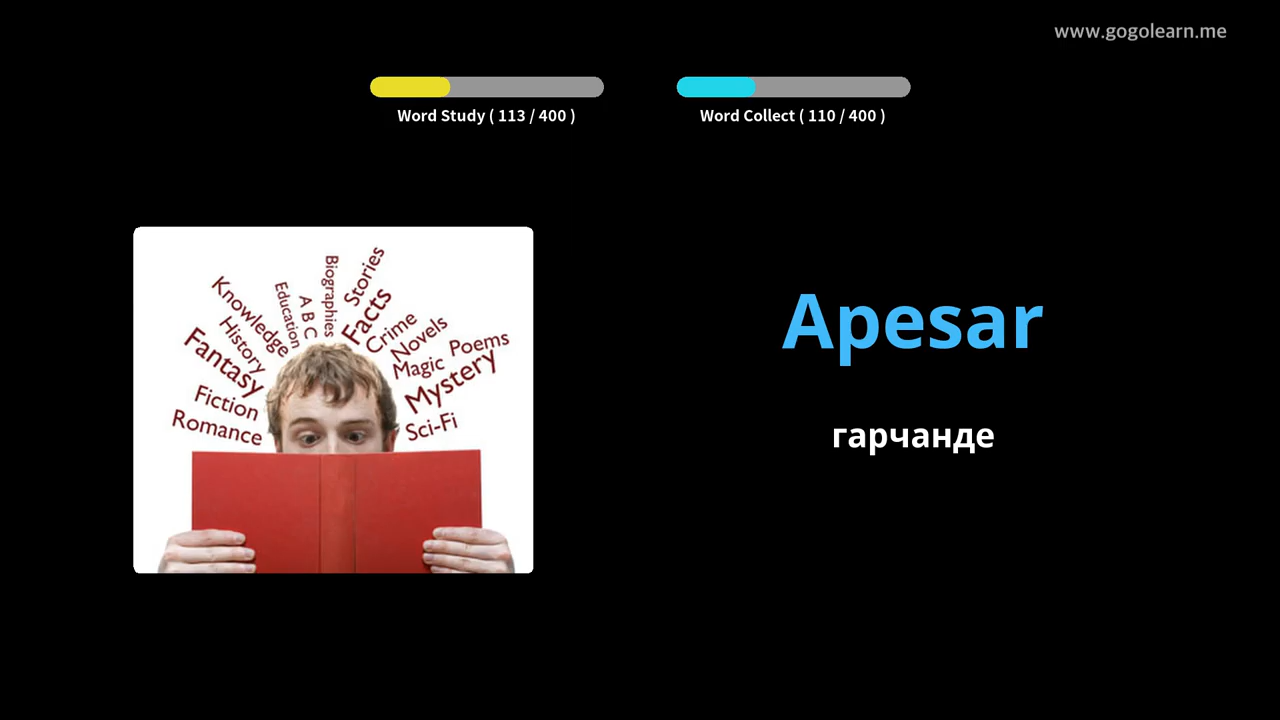 www.gogolearn.me
Word Study ( 113 / 400 )
Word Collect ( 110 / 400 )
Biographies
Stories
Education
A B C
Facts
Knowledge
Crime
History
Novels
Poems
Fantasy
Magic
Mystery
Fiction
Romance
Sci-Fi
Apesar
гарчанде